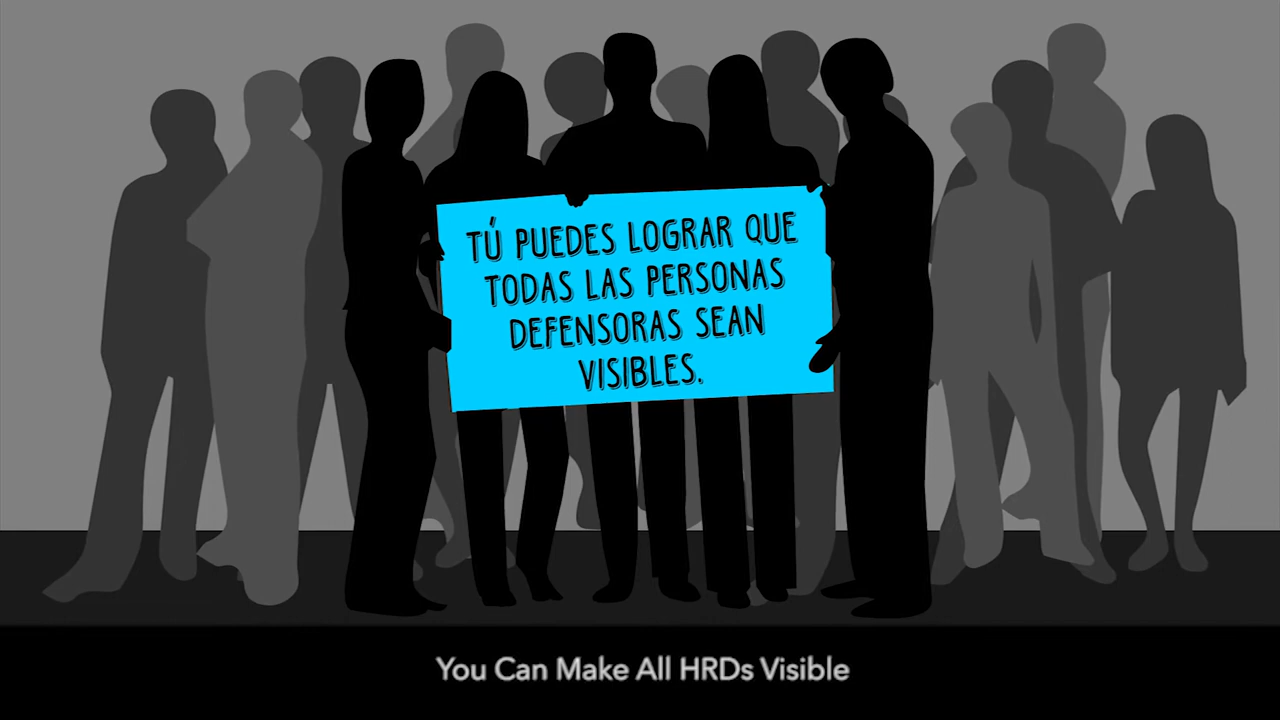 TÚ PUEDES LOGRAR QUE
TODAS LAS PERSONAS
DEFENSORAS SEAN
VISIBLES.
You Can Make All HRDs Visible